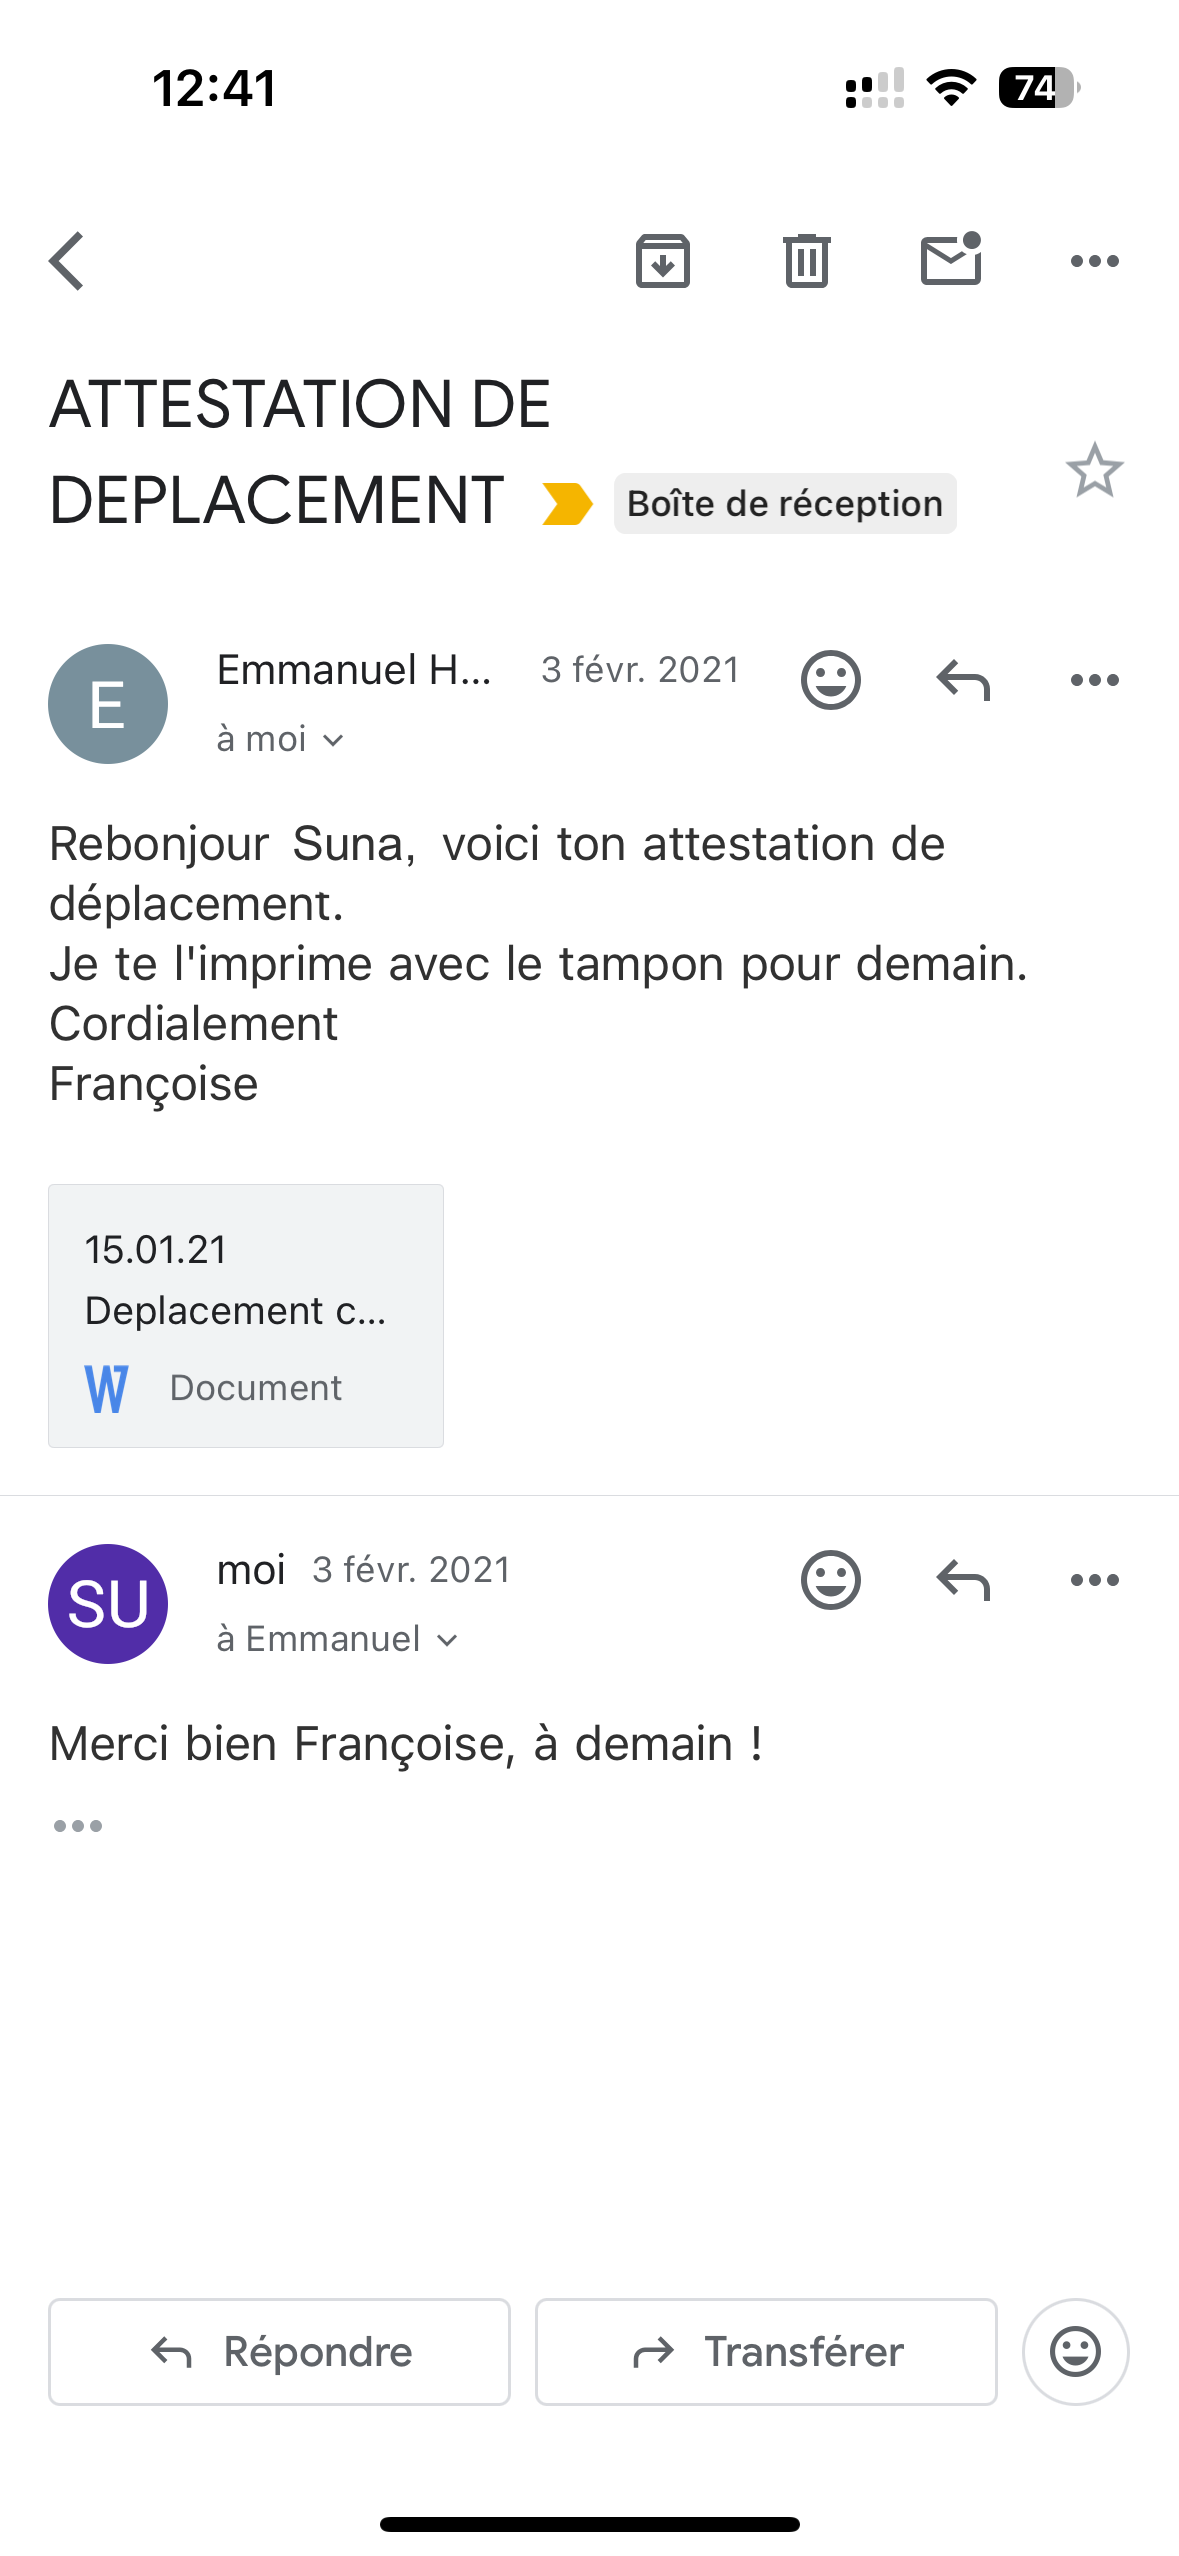 12:41
74
ATTESTATION DE
DEPLACEMENT Boîte de réception
E
Emmanuel H... 3 févr. 2021
à moi
Rebonjour Suna, voici ton attestation de
déplacement.
Je te l'imprime avec le tampon pour demain.
Cordialement
Françoise
15.01.21
Deplacement c...
W Document
SU
moi 3 févr. 2021
à Emmanuel
Merci bien Françoise, à demain !
Répondre
Transférer